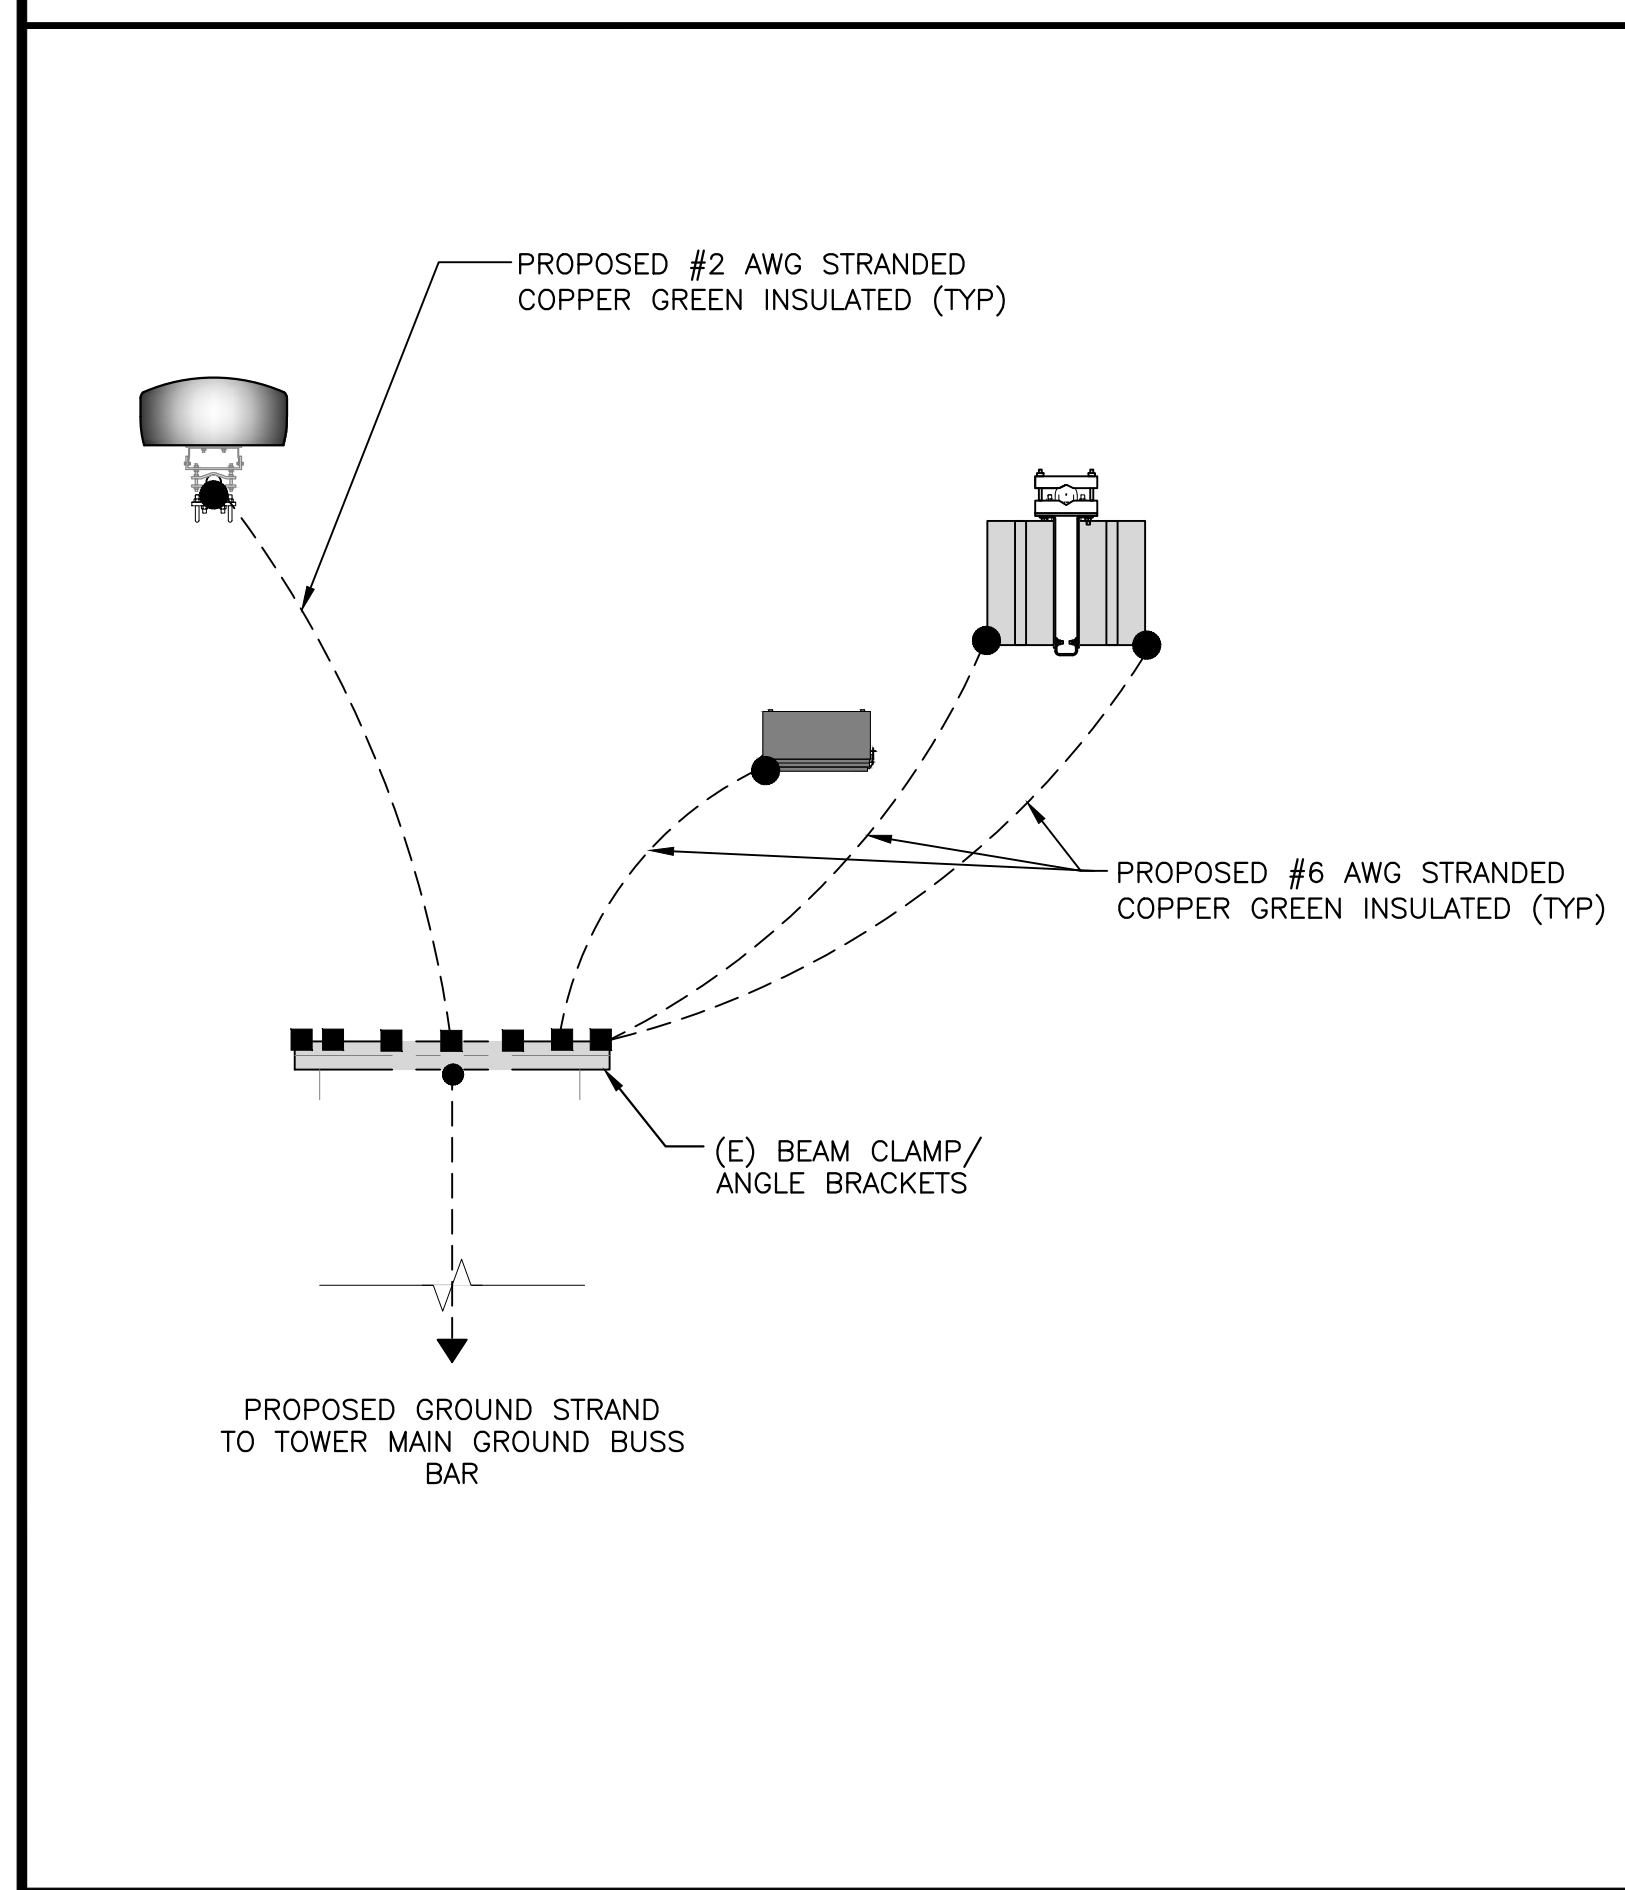 PROPOSED #2 AWG STRANDED
COPPER GREEN INSULATED (TYP)
PROPOSED #6 AWG STRANDED
COPPER GREEN INSULATED (TYP)
(E) BEAM CLAMP/
ANGLE BRACKETS
PROPOSED GROUND STRAND
TO TOWER MAIN GROUND BUSS
BAR